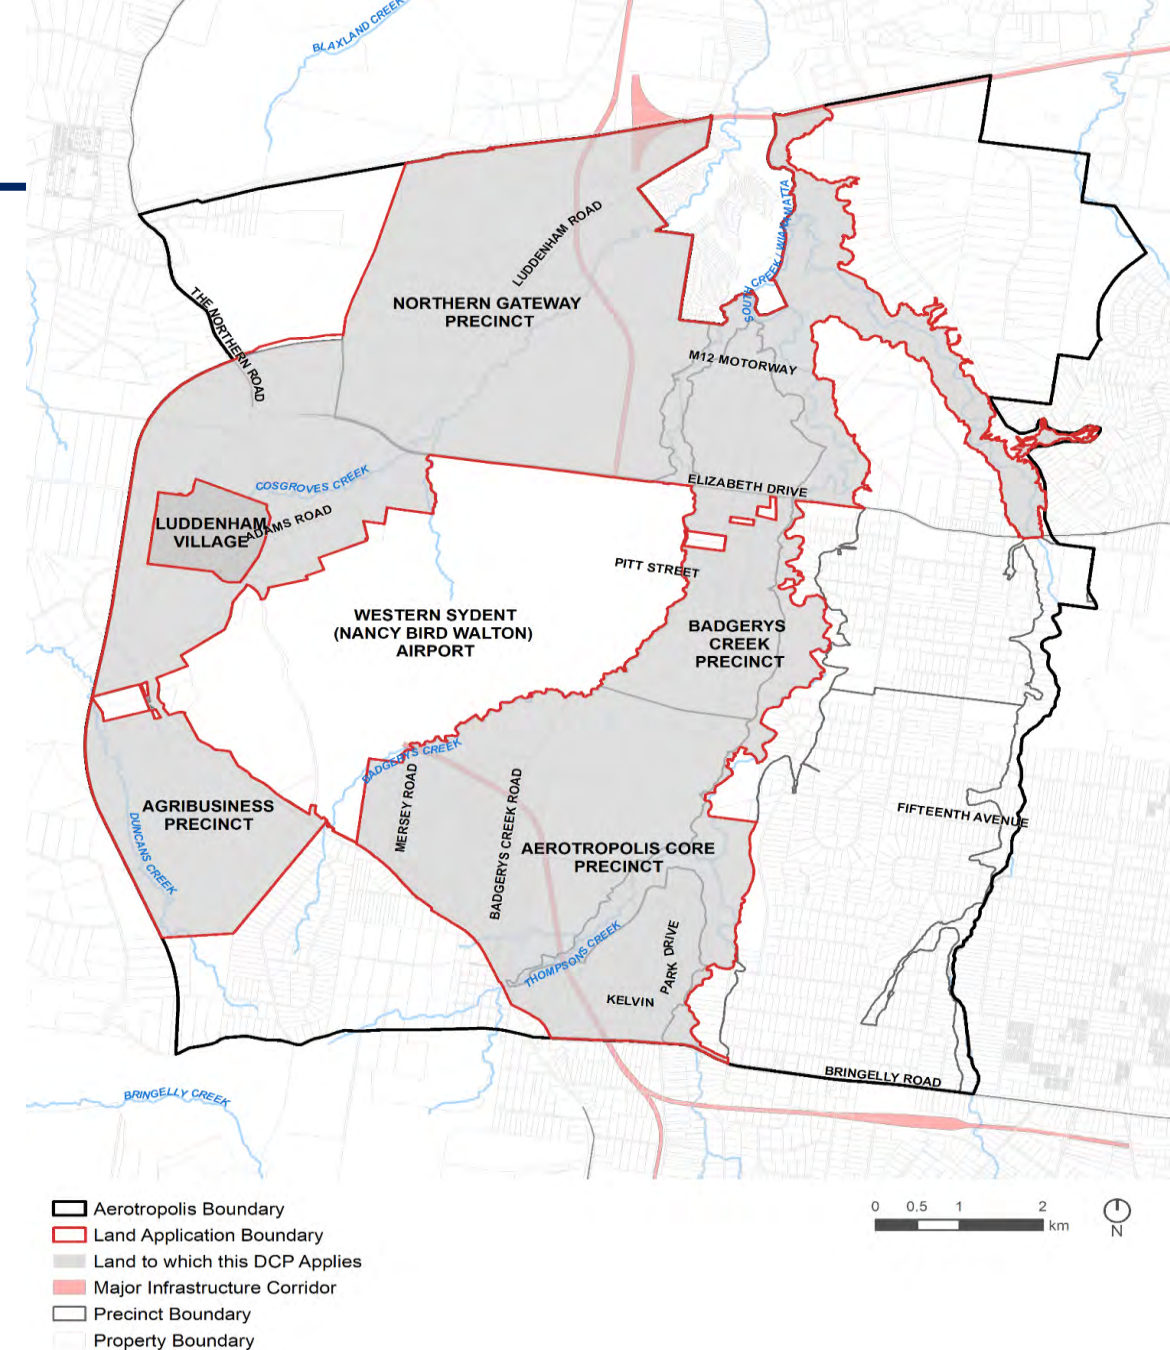 BLAXLAND CREEK
SOUTH CREEK / WIANAMATTA
LUDDENHAM ROAD
THE NORTHERN ROAD
NORTHERN GATEWAY
PRECINCT
M12 MOTORWAY
COSGROVES CREEK
ELIZABETH DRIVE
LUDDENHAM
VILLAGE
ADAMS ROAD
PITT STREET
WESTERN SYDENT
(NANCY BIRD WALTON)
AIRPORT
BADGERYS
CREEK
PRECINCT
BADGERYS CREEK
MERSEY ROAD
BADGERYS CREEK ROAD
AGRIBUSINESS
PRECINCT
DUNCANS CREEK
FIFTEENTH AVENUE
AEROTROPOLIS CORE
PRECINCT
THOMPSONS CREEK
KELVIN
PARK DRIVE
BRINGELLY ROAD
BRINGELLY CREEK
Aerotropolis Boundary
Land Application Boundary
Land to which this DCP Applies
Major Infrastructure Corridor
Precinct Boundary
Property Boundary
0 0.5 1 2
km
N